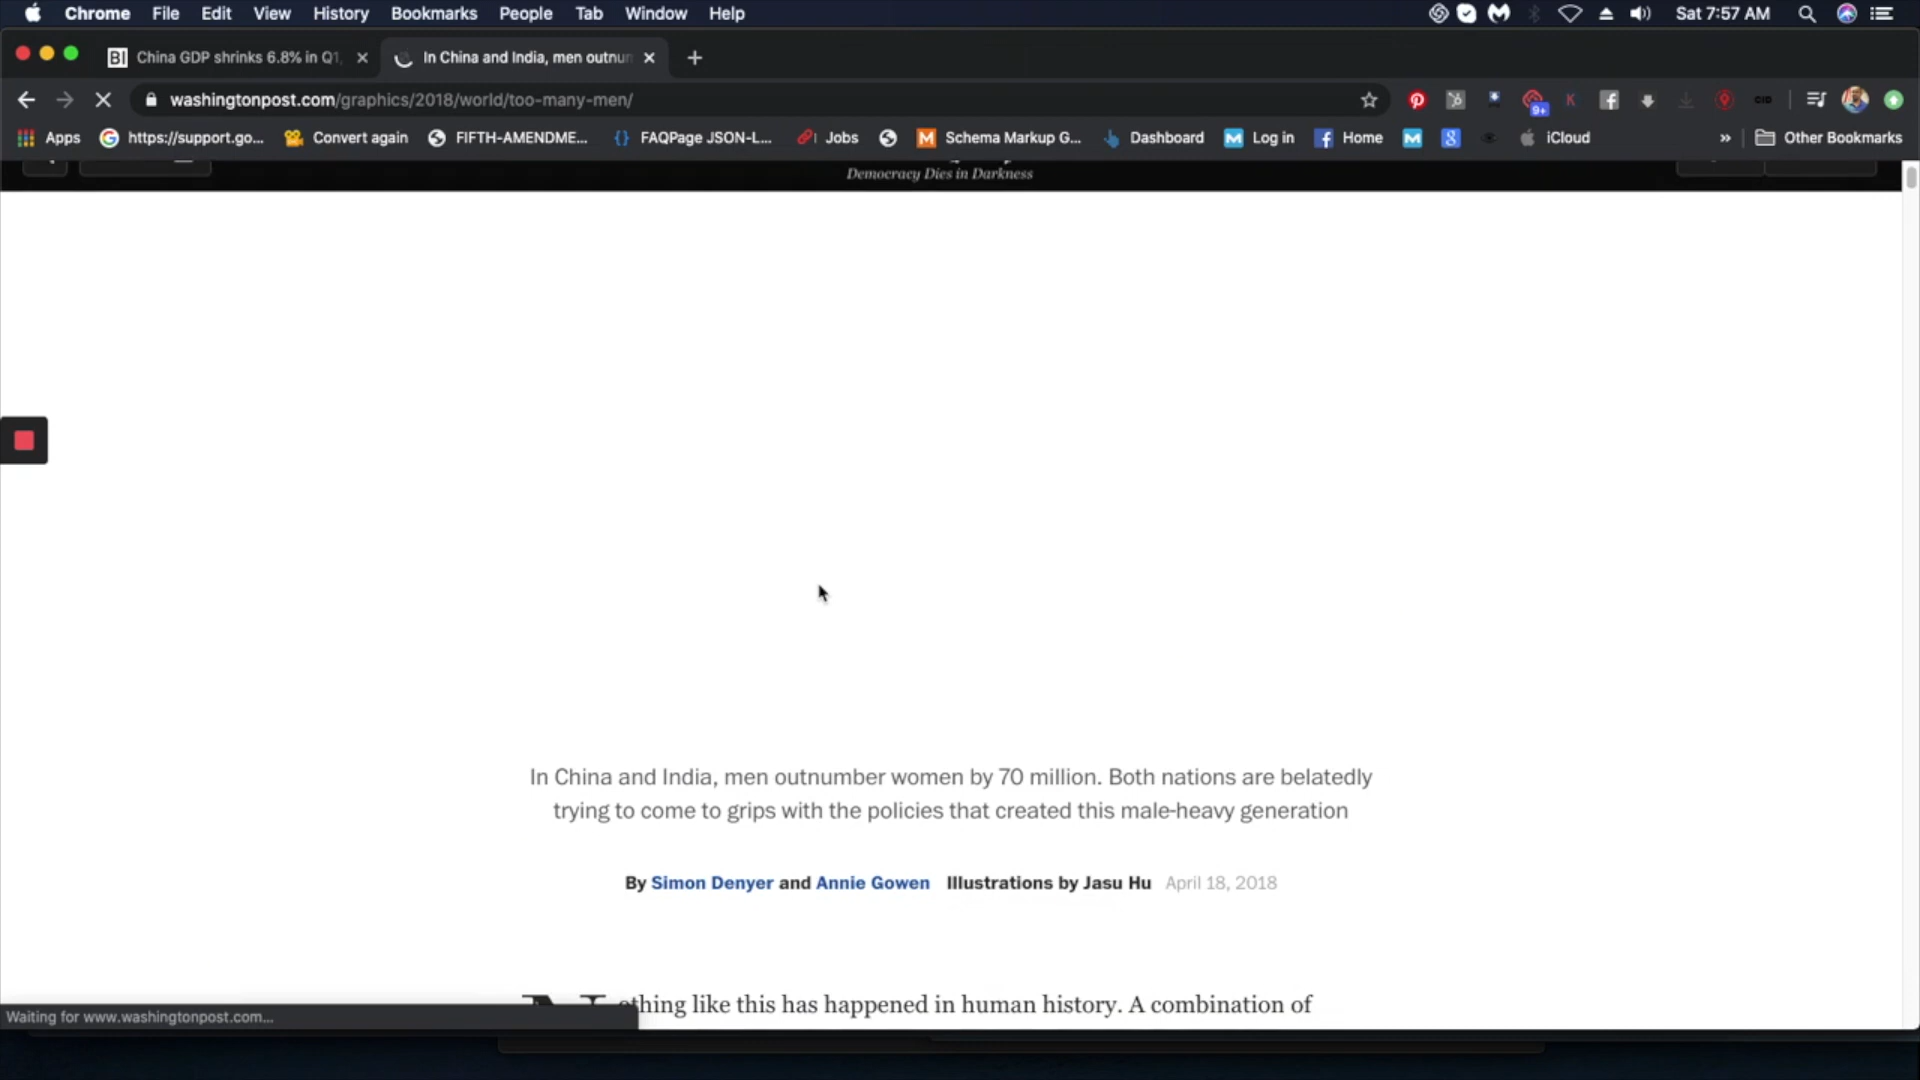 Chrome File Edit View History Bookmarks People Tab Window Help Sat 7:57 AM
BI China GDP shrinks 6.8% in Q1, In China and India, men outnu
washingtonpost.com/graphics/2018/world/too-many-men/ 9+ CID
Apps https://support.go... Convert again FIFTH-AMENDME... FAQPage JSON-L... Jobs Schema Markup G... Dashboard Log in Home iCloud » Other Bookmarks
Democracy Dies in Darkness
In China and India, men outnumber women by 70 million. Both nations are belatedly
trying to come to grips with the policies that created this male-heavy generation
By Simon Denyer and Annie Gowen Illustrations by Jasu Hu April 18, 2018
Nothing like this has happened in human history. A combination of
Waiting for www.washingtonpost.com...